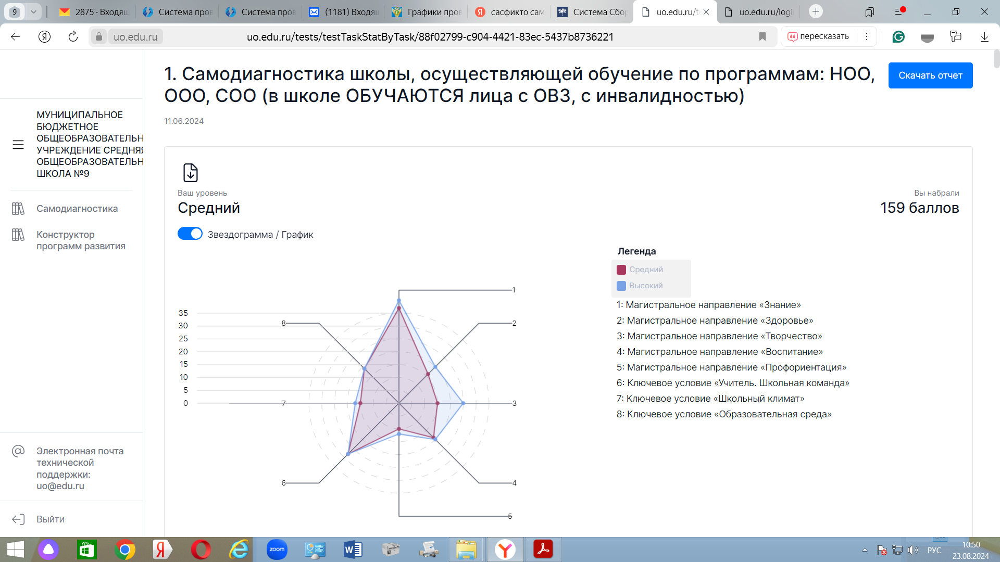 9
2875 · Входящ
Система пров
Система пров
(1181) Входящ
Графики пров
сасфикто сам
Система Сбор
uo.edu.ru/te
uo.edu.ru/login
uo.edu.ru
uo.edu.ru/tests/testTaskStatByTask/88f02799-c904-4421-83ec-5437b8736221
пересказать
1. Самодиагностика школы, осуществляющей обучение по программам: НОО,
ООО, СОО (в школе ОБУЧАЮТСЯ лица с ОВЗ, с инвалидностью)
Скачать отчет
11.06.2024
МУНИЦИПАЛЬНОЕ
БЮДЖЕТНОЕ
ОБЩЕОБРАЗОВАТЕЛЬН
УЧРЕЖДЕНИЕ СРЕДНЯЯ
ОБЩЕОБРАЗОВАТЕЛЬН
ШКОЛА №9
Самодиагностика
Конструктор
программ развития
Электронная почта
технической
поддержки:
uo@edu.ru
Выйти
Ваш уровень
Средний
Вы набрали
159 баллов
Звездограмма / График
35
30
25
20
15
10
5
0
1
2
3
4
5
6
7
8
Легенда
Средний
Высокий
1: Магистральное направление «Знание»
2: Магистральное направление «Здоровье»
3: Магистральное направление «Творчество»
4: Магистральное направление «Воспитание»
5: Магистральное направление «Профориентация»
6: Ключевое условие «Учитель. Школьная команда»
7: Ключевое условие «Школьный климат»
8: Ключевое условие «Образовательная среда»
zoom
РУС
10:50
23.08.2024